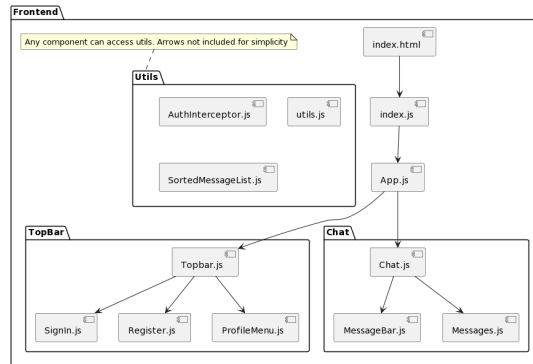 Frontend
Any component can access utils. Arrows not included for simplicity
index.html
Utils
AuthInterceptor.js
utils.js
index.js
SortedMessageList.js
App.js
TopBar
Chat
Topbar.js
Chat.js
SignIn.js
Register.js
ProfileMenu.js
MessageBar.js
Messages.js